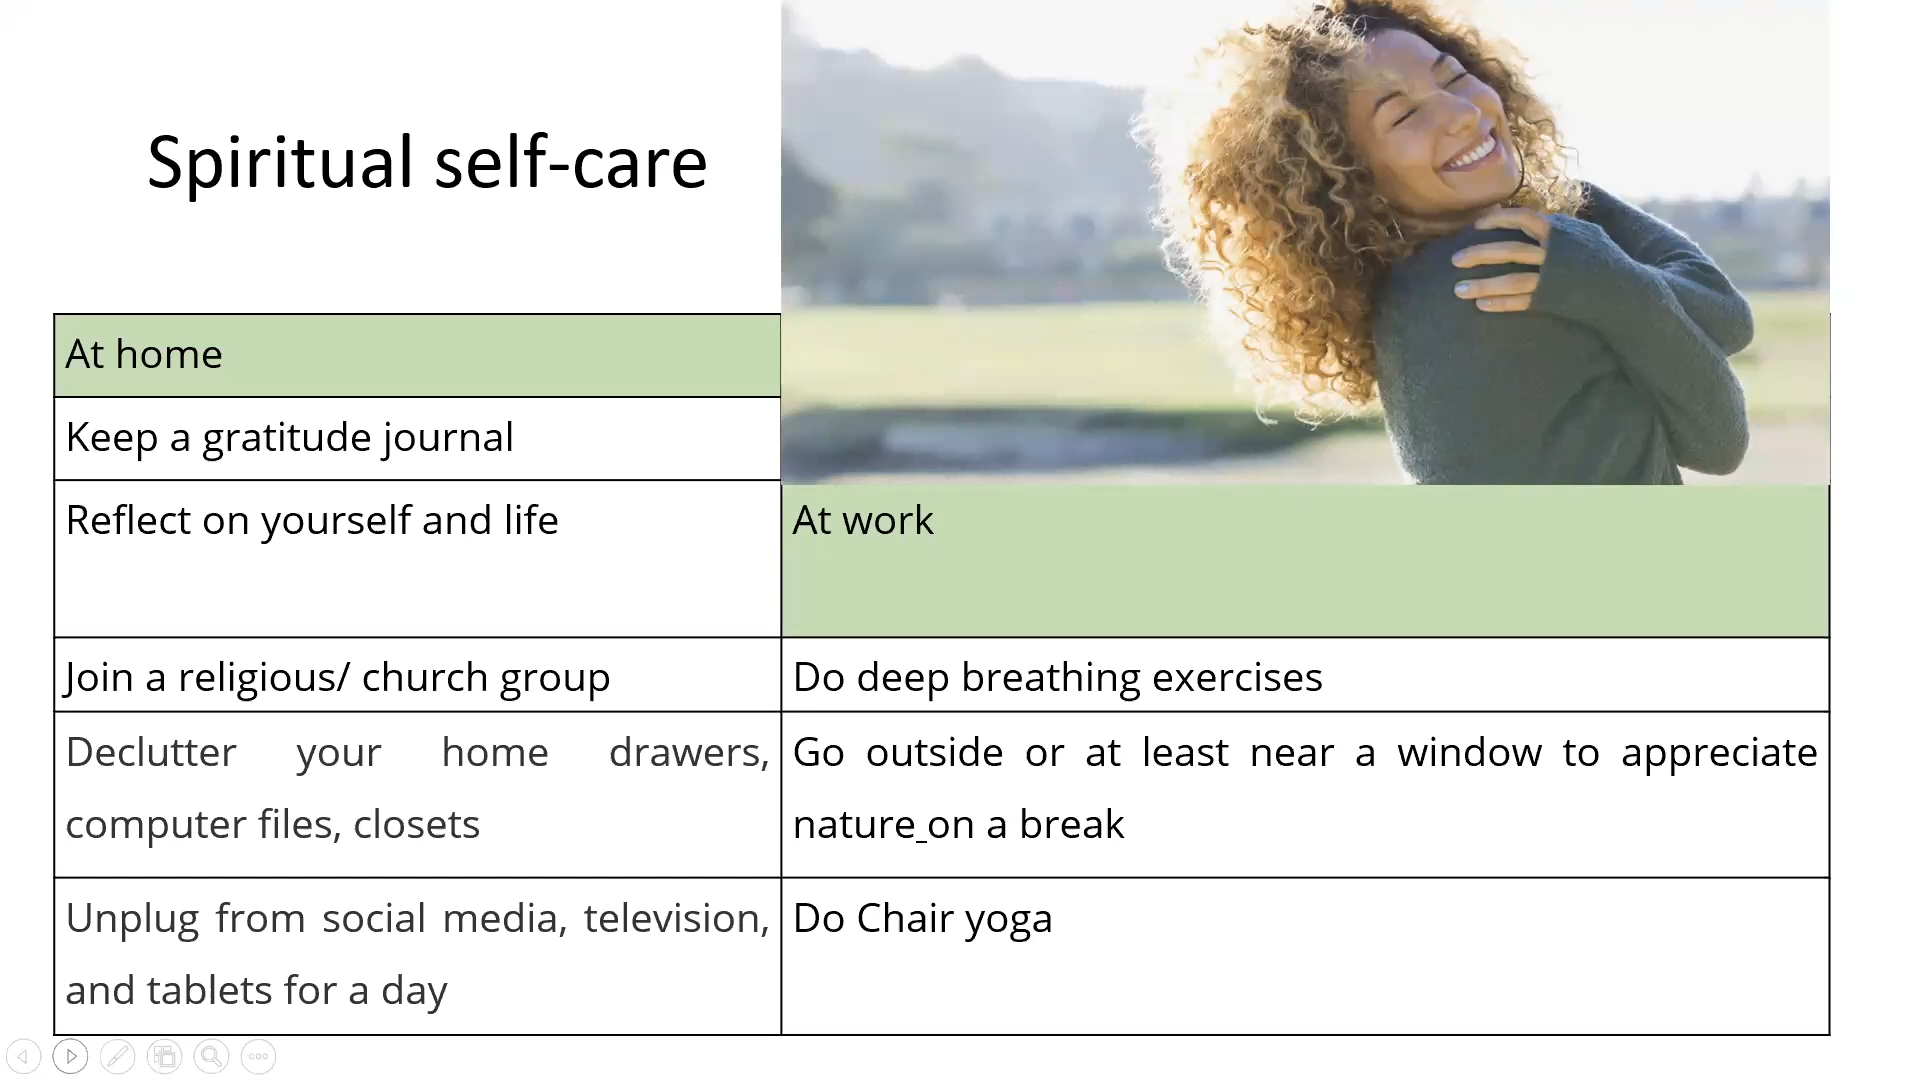 Spiritual self-care
At home
Keep a gratitude journal
Reflect on yourself and life
At work
Join a religious/ church group
Do deep breathing exercises
Declutter your home drawers,
computer files, closets
Go outside or at least near a window to appreciate
nature_on a break
Unplug from social media, television,
and tablets for a day
Do Chair yoga